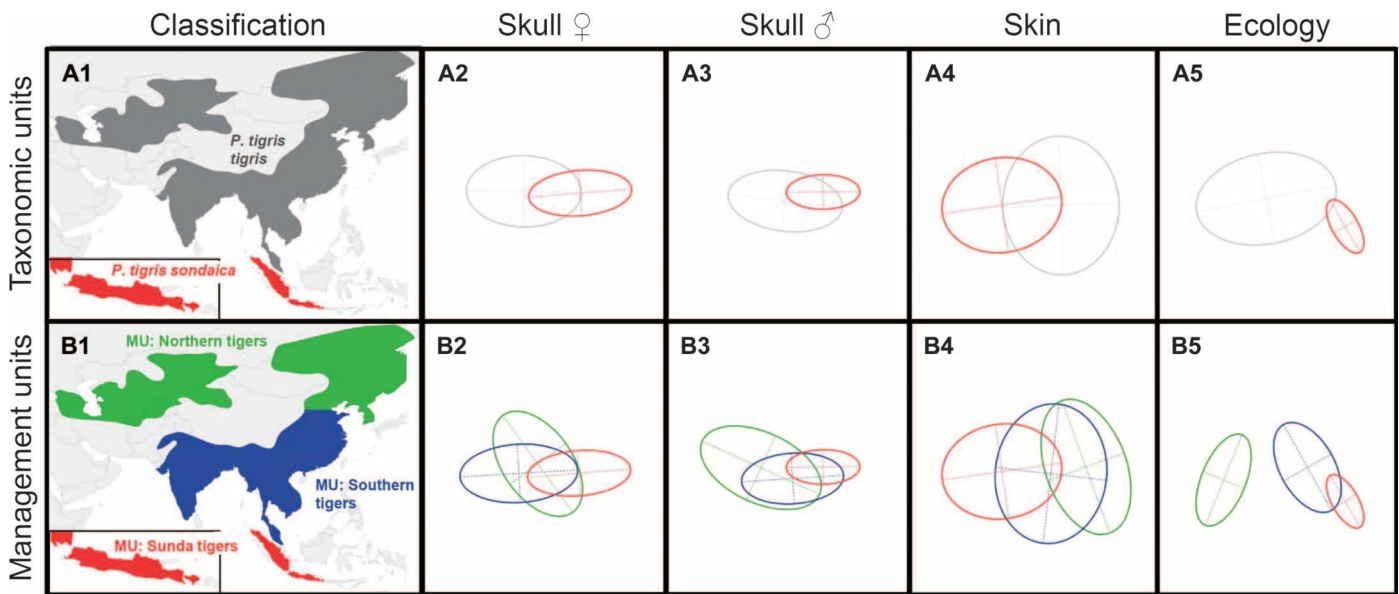 Classification
Skull ♀
Skull ♂
Skin
Ecology
Taxonomic units
A1
P. tigris
tigris
P. tigris sondaica
A2
A3
A4
A5
Management units
B1
MU: Northern tigers
MU: Southern
tigers
MU: Sunda tigers
B2
B3
B4
B5